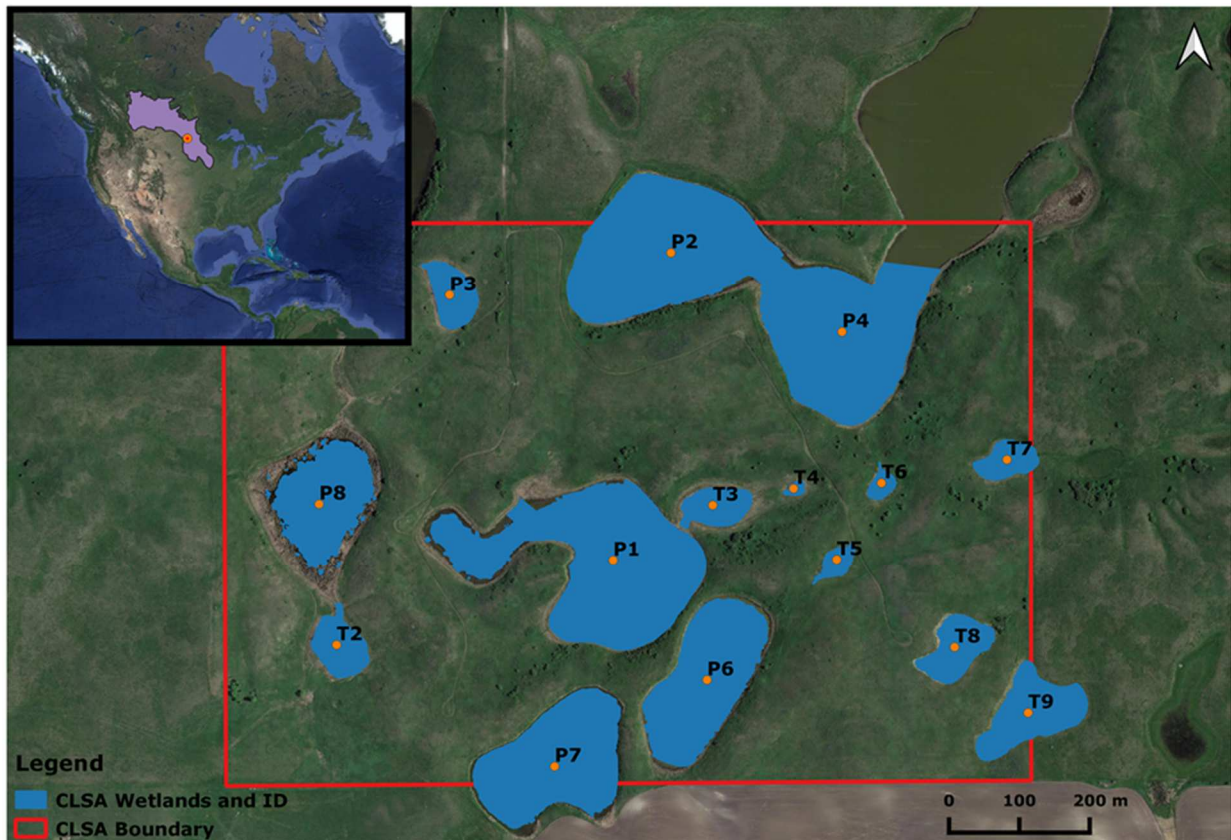 P2
P3
P4
T7
T6
T4
P8
T3
P1
T5
T2
T8
P6
T9
P7
Legend
CLSA Wetlands and ID
CLSA Boundary
0 100 200 m